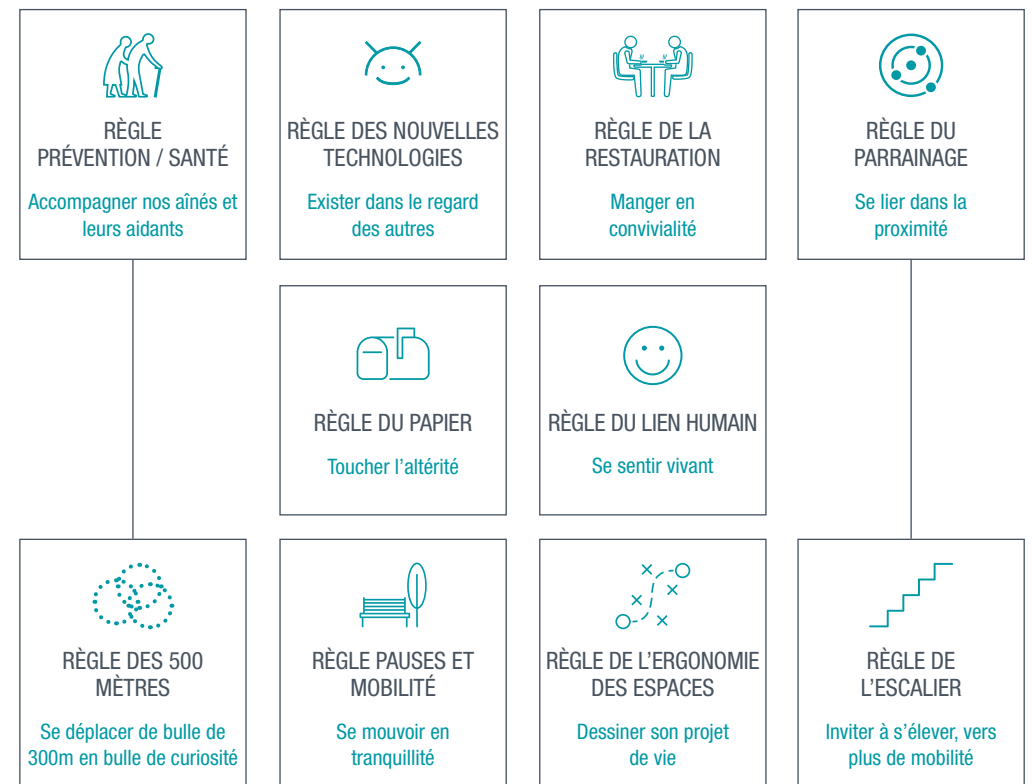 RÈGLE
PRÉVENTION / SANTÉ
Accompagner nos aînés et
leurs aidants
RÈGLE DES NOUVELLES
TECHNOLOGIES
Exister dans le regard
des autres
RÈGLE DE LA
RESTAURATION
Manger en
convivialité
RÈGLE DU
PARRAINAGE
Se lier dans la
proximité
RÈGLE DU PAPIER
Toucher l’altérité
RÈGLE DU LIEN HUMAIN
Se sentir vivant
RÈGLE DES 500
MÈTRES
Se déplacer de bulle de
300m en bulle de curiosité
RÈGLE PAUSES ET
MOBILITÉ
Se mouvoir en
tranquillité
RÈGLE DE L’ERGONOMIE
DES ESPACES
Dessiner son projet
de vie
RÈGLE DE
L’ESCALIER
Inviter à s’élever, vers
plus de mobilité